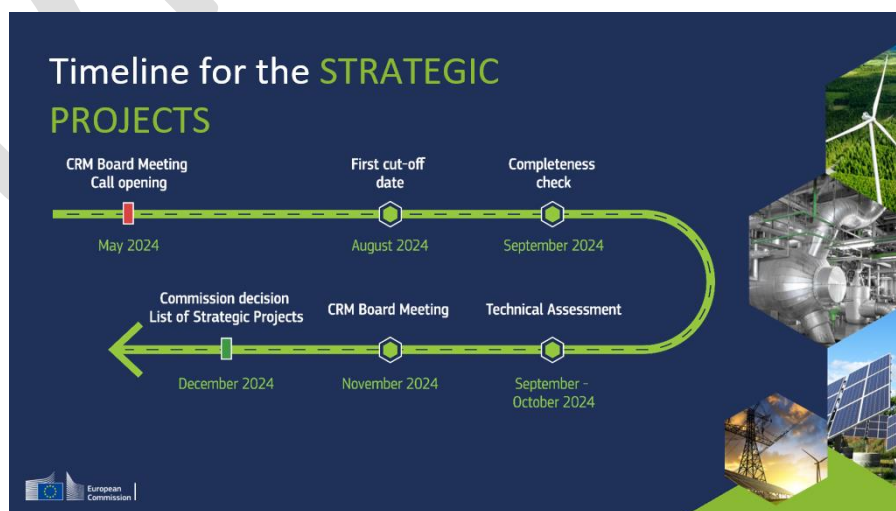 Timeline for the STRATEGIC
PROJECTS
CRM Board Meeting
Call opening
First cut-off
date
Completeness
check
May 2024
August 2024
September 2024
Commission decision
List of Strategic Projects
CRM Board Meeting
Technical Assessment
December 2024
November 2024
September -
October 2024
European
Commission